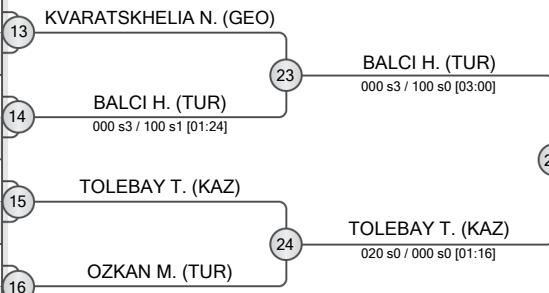 13
KVARATSKHELIA N. (GEO)
23
BALCI H. (TUR)
000 s3 / 100 s0 [03:00]
14
BALCI H. (TUR)
000 s3 / 100 s1 [01:24]
15
TOLEBAY T. (KAZ)
24
TOLEBAY T. (KAZ)
020 s0 / 000 s0 [01:16]
16
OZKAN M. (TUR)